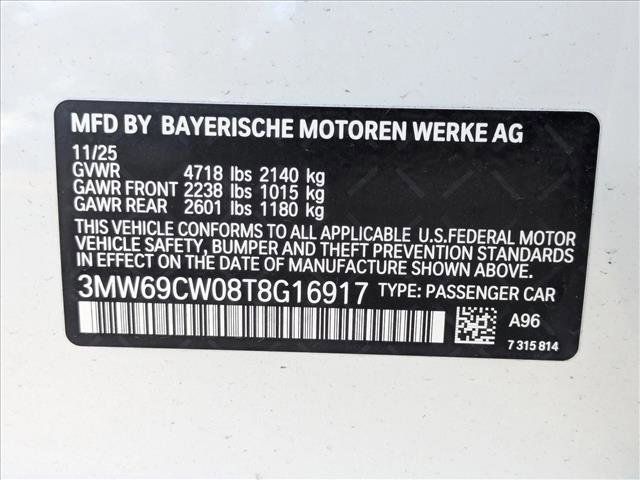 MFD BY BAYERISCHE MOTOREN WERKE AG
11/25
GVWR 4718 lbs 2140 kg
GAWR FRONT 2238 lbs 1015 kg
GAWR REAR 2601 lbs 1180 kg
THIS VEHICLE CONFORMS TO ALL APPLICABLE U.S.FEDERAL MOTOR
VEHICLE SAFETY, BUMPER AND THEFT PREVENTION STANDARDS
IN EFFECT ON THE DATE OF MANUFACTURE SHOWN ABOVE.
3MW69CW08T8G16917 TYPE: PASSENGER CAR
A96
7 315 814